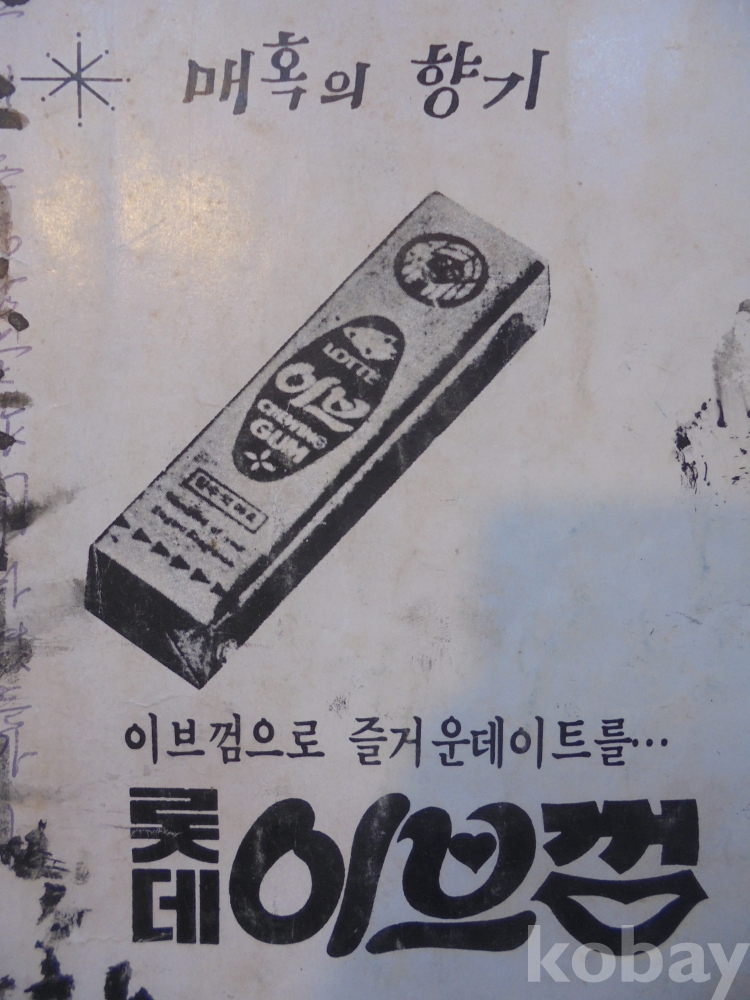 매혹의 향기
LOTTE
이브
CHEWING
GUM
이브껌으로 즐거운데이트를…
롯데 이브껌
kobay